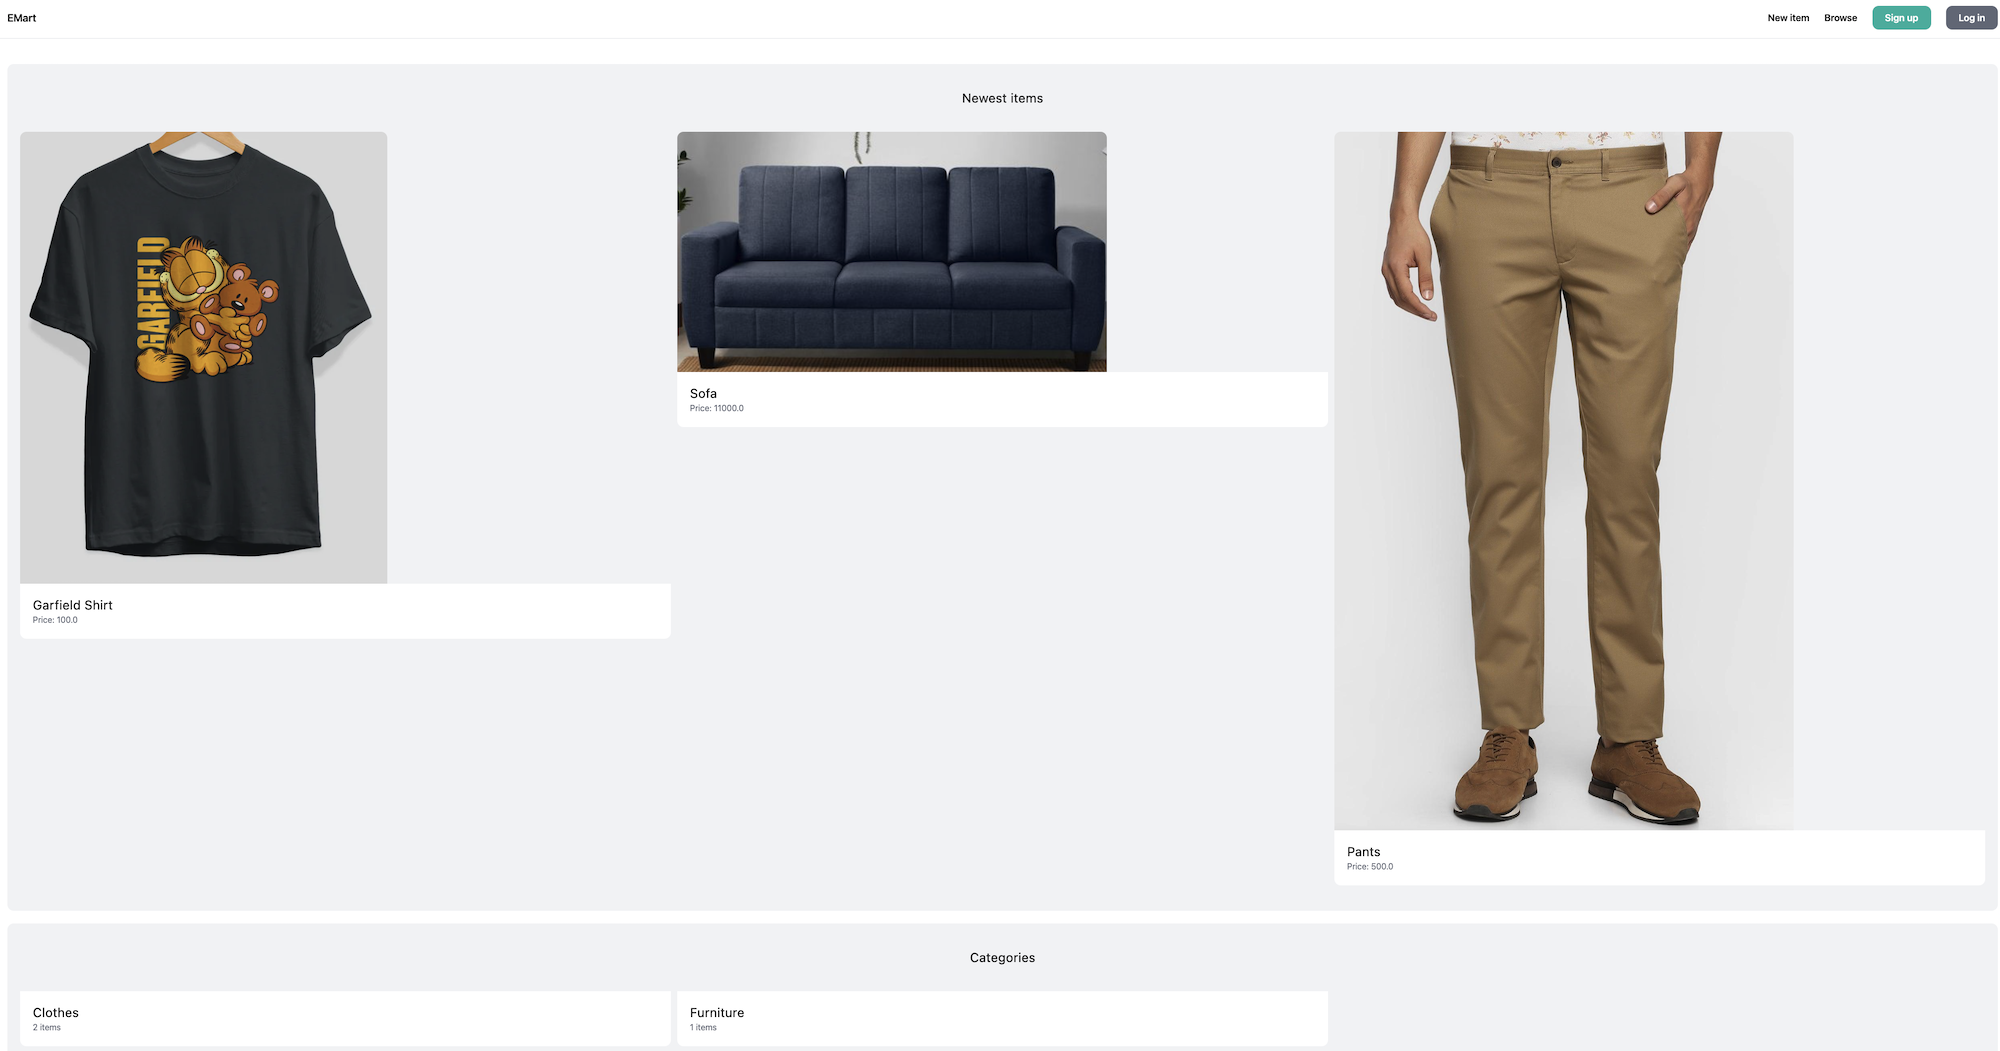 EMart
New item
Browse
Sign up
Log in
Newest items
GARFIELD
Garfield Shirt
Price: 100.0
Sofa
Price: 11000.0
Pants
Price: 500.0
Categories
Clothes
2 items
Furniture
1 items